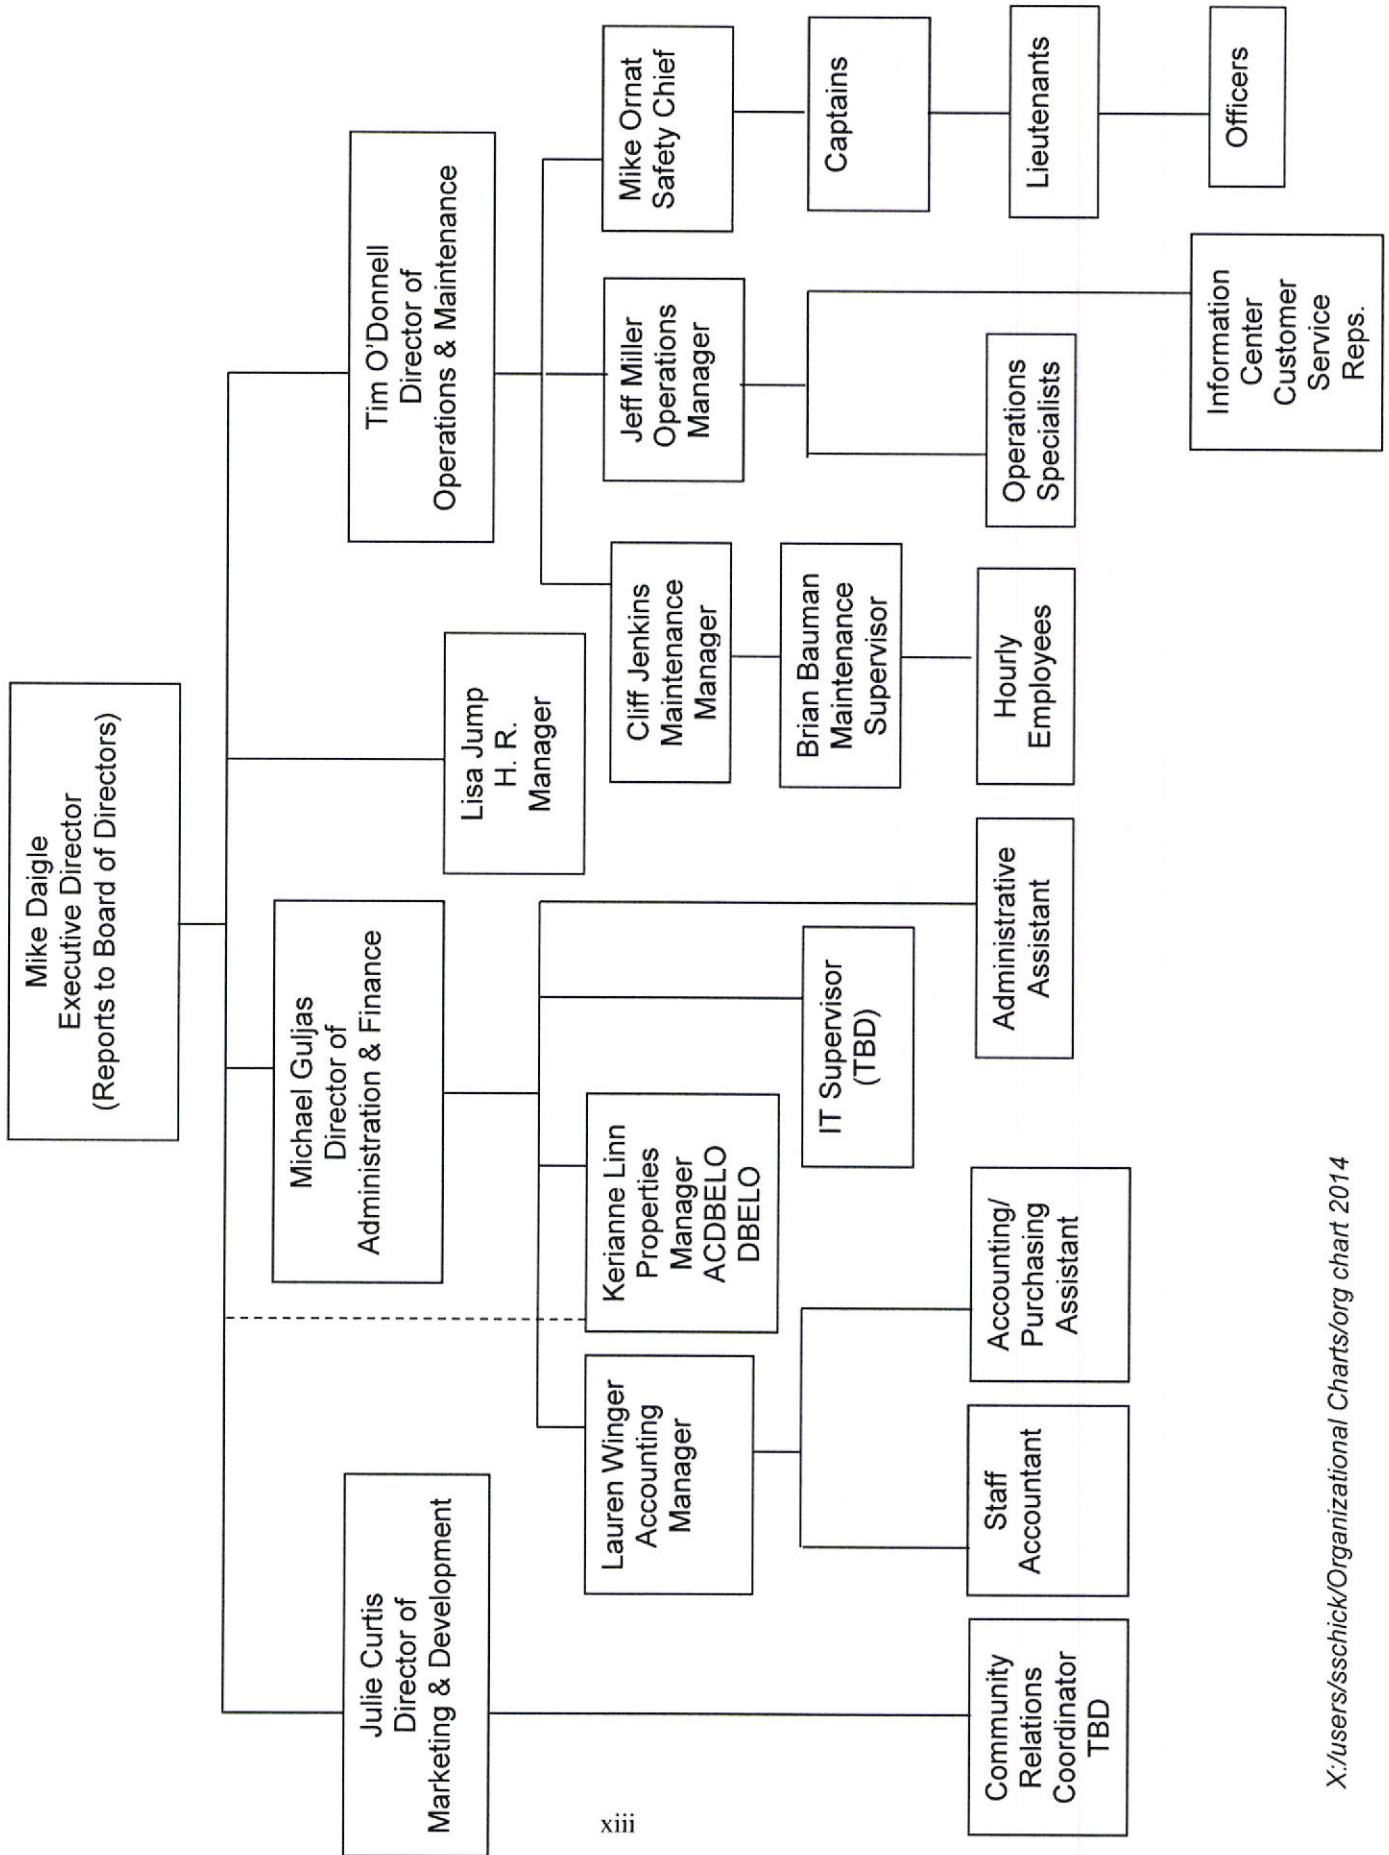 Mike Daigle
Executive Director
(Reports to Board of Directors)
Julie Curtis
Director of
Marketing & Development
Michael Guljas
Director of
Administration & Finance
Lisa Jump
H. R.
Manager
Tim O'Donnell
Director of
Operations & Maintenance
Lauren Winger
Accounting
Manager
Kerianne Linn
Properties
Manager
ACDBELO
DBELO
Cliff Jenkins
Maintenance
Manager
Jeff Miller
Operations
Manager
Mike Ornat
Safety Chief
IT Supervisor
(TBD)
Brian Bauman
Maintenance
Supervisor
Captains
Community
Relations
Coordinator
TBD
Staff
Accountant
Accounting/
Purchasing
Assistant
Administrative
Assistant
Hourly
Employees
Operations
Specialists
Lieutenants
Information
Center
Customer
Service
Reps.
Officers
X:/users/sschick/Organizational Charts/org chart 2014
xiii